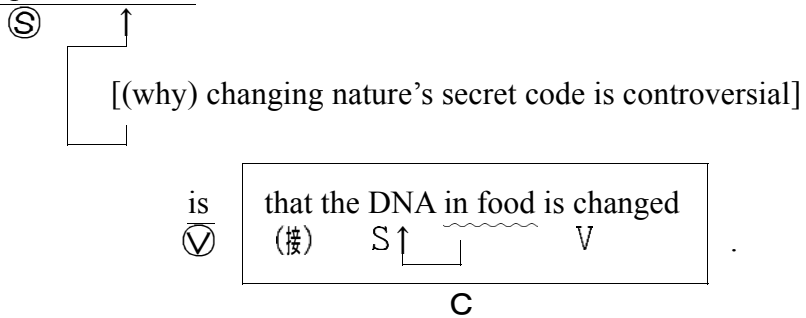 Ⓢ ↑
[(why) changing nature’s secret code is controversial]
is that the DNA in food is changed
Ⓥ (接) S↑ V .
C